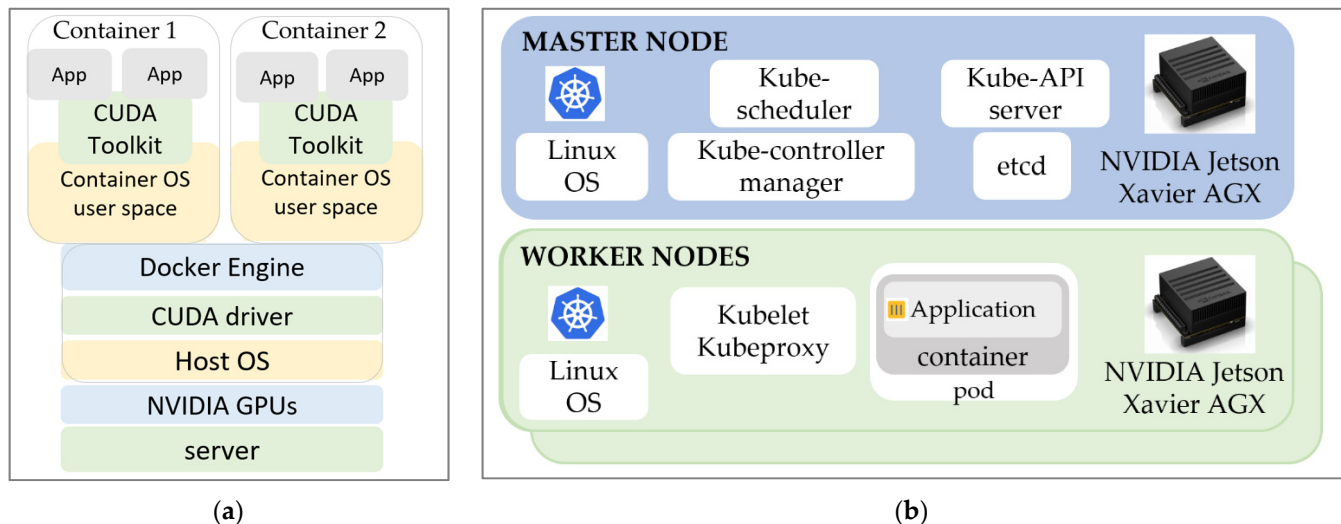 Container 1
App
App
CUDA
Toolkit
Container OS
user space
Container 2
App
App
CUDA
Toolkit
Container OS
user space
Docker Engine
CUDA driver
Host OS
NVIDIA GPUs
server
(a)
MASTER NODE
Linux
OS
Kube-
scheduler
Kube-controller
manager
Kube-API
server
etcd
NVIDIA Jetson
Xavier AGX
WORKER NODES
Linux
OS
Kubelet
Kubeproxy
Application
container
pod
NVIDIA Jetson
Xavier AGX
(b)